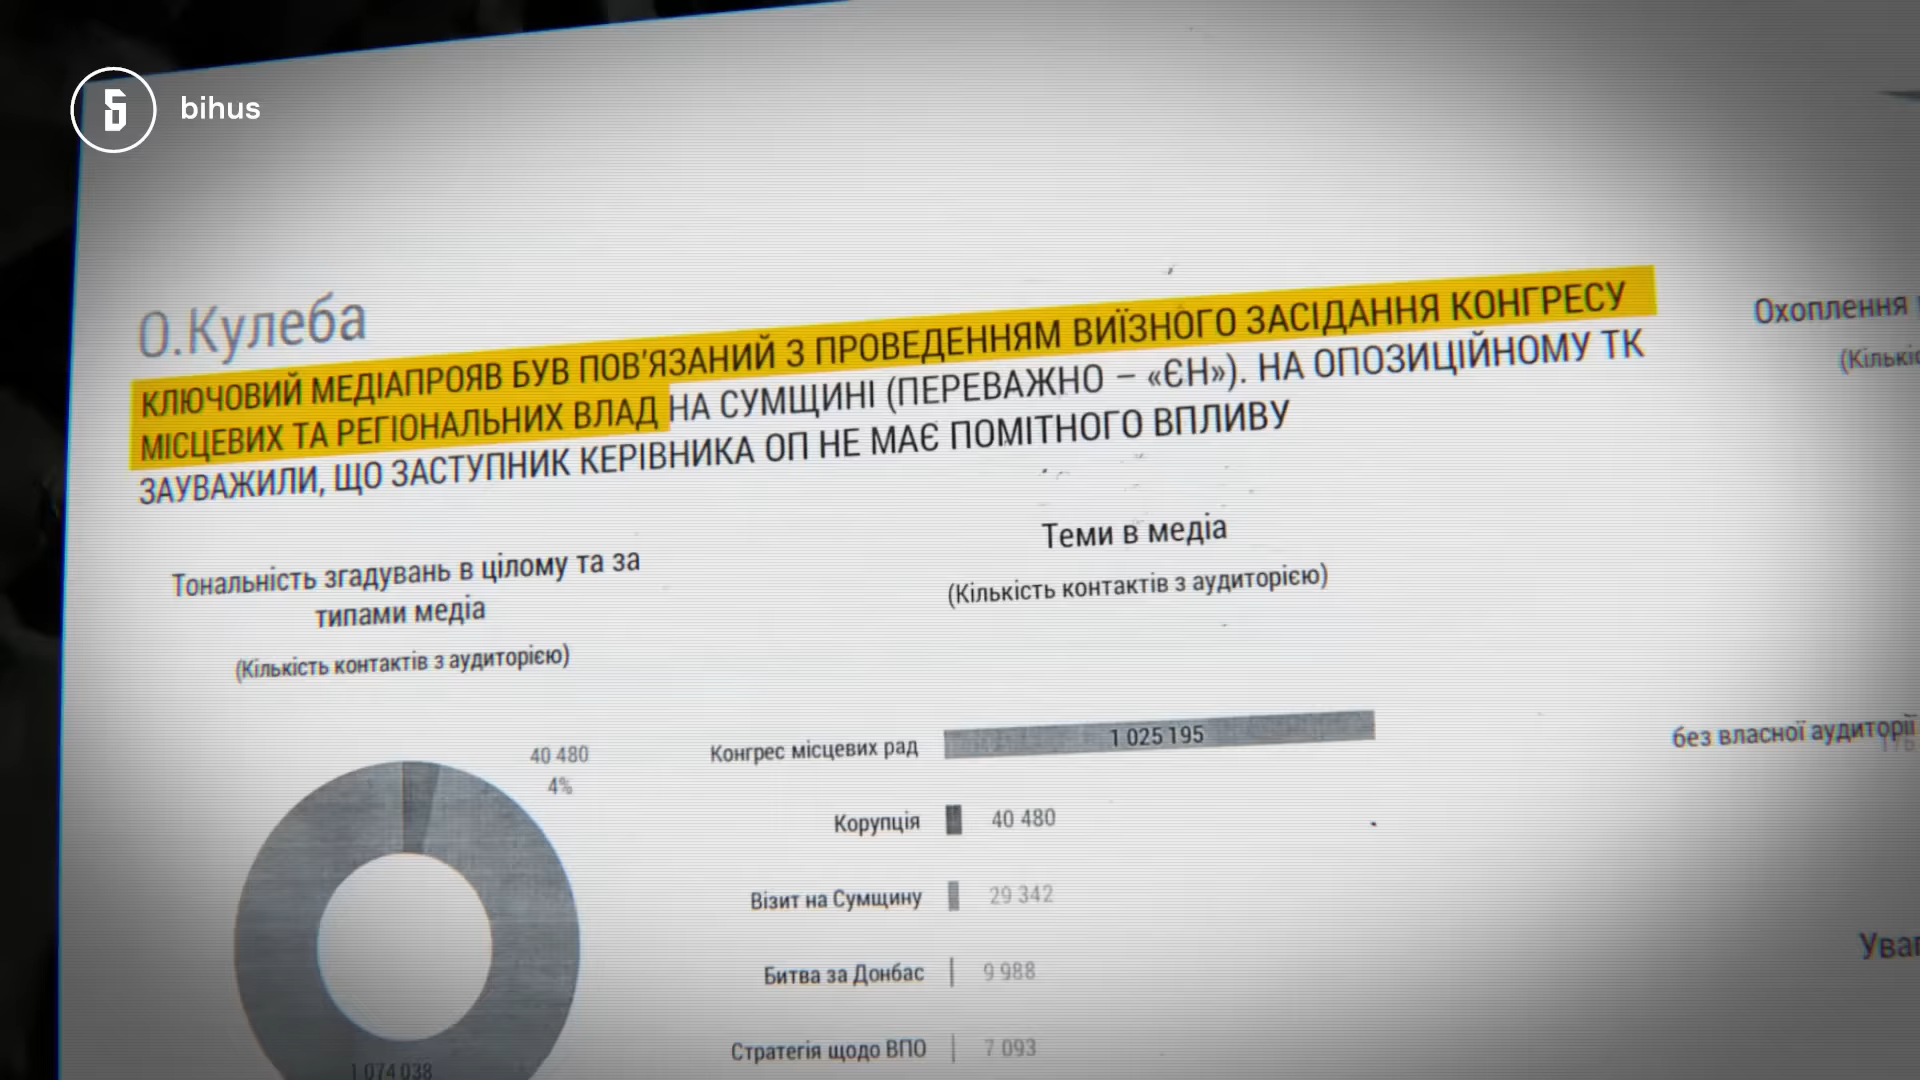 bihus
О.Кулеба
КЛЮЧОВИЙ МЕДІАПРОЯВ БУВ ПОВ’ЯЗАНИЙ З ПРОВЕДЕННЯМ ВИЇЗНОГО ЗАСІДАННЯ КОНГРЕСУ
МІСЦЕВИХ ТА РЕГІОНАЛЬНИХ ВЛАД НА СУМЩИНІ (ПЕРЕВАЖНО – «ЄН»). НА ОПОЗИЦІЙНОМУ ТК
ЗАУВАЖИЛИ, ЩО ЗАСТУПНИК КЕРІВНИКА ОП НЕ МАЄ ПОМІТНОГО ВПЛИВУ
Охоплення
Тональність згадувань в цілому та за
типами медіа
(Кількість контактів з аудиторією)
40 480
4%
1 074 038
Теми в медіа
(Кількість контактів з аудиторією)
Конгрес місцевих рад 1 025 195
Корупція 40 480
Візит на Сумщину 29 342
Битва за Донбас 9 988
Стратегія щодо ВПО 7 093
без власної аудиторії